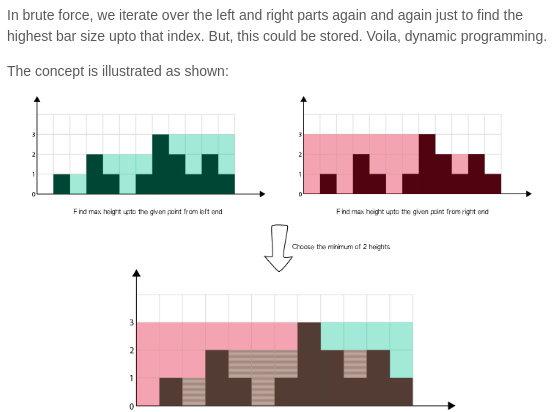 In brute force, we iterate over the left and right parts again and again just to find the
highest bar size upto that index. But, this could be stored. Voila, dynamic programming.
The concept is illustrated as shown:
3
2
1
0
Find max height upto the given point from left end
3
2
1
0
Find max height upto the given point from right end
Choose the minimum of 2 heights
3
2
1
0